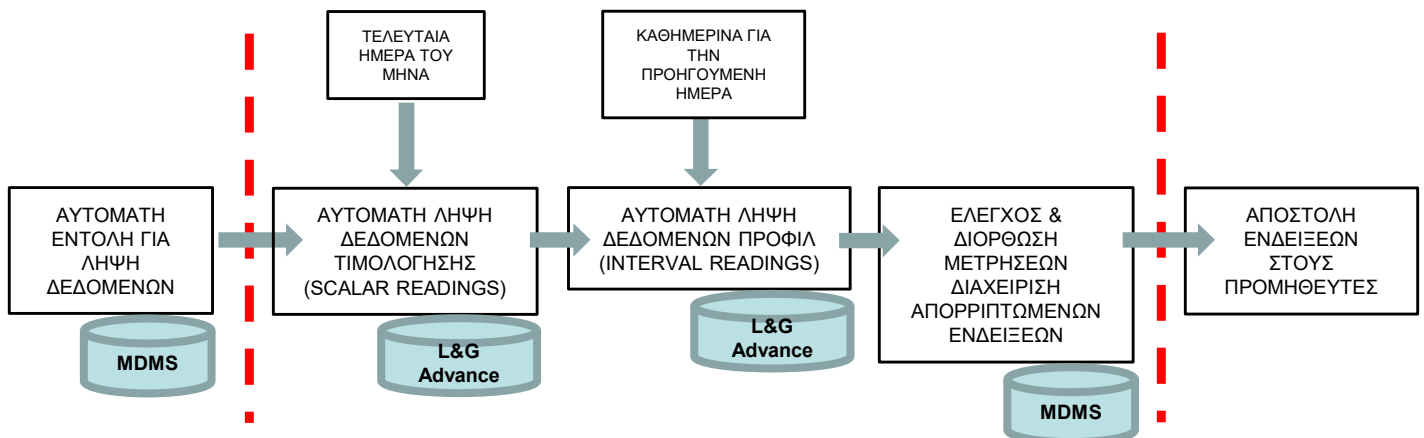 ΤΕΛΕΥΤΑΙΑ
ΗΜΕΡΑ ΤΟΥ
ΜΗΝΑ
ΚΑΘΗΜΕΡΙΝΑ ΓΙΑ
ΤΗΝ
ΠΡΟΗΓΟΥΜΕΝΗ
ΗΜΕΡΑ
ΑΥΤΟΜΑΤΗ
ΕΝΤΟΛΗ ΓΙΑ
ΛΗΨΗ
ΔΕΔΟΜΕΝΩΝ
MDMS
ΑΥΤΟΜΑΤΗ ΛΗΨΗ
ΔΕΔΟΜΕΝΩΝ
ΤΙΜΟΛΟΓΗΣΗΣ
(SCALAR READINGS)
L&G
Advance
ΑΥΤΟΜΑΤΗ ΛΗΨΗ
ΔΕΔΟΜΕΝΩΝ ΠΡΟΦΙΛ
(INTERVAL READINGS)
L&G
Advance
ΕΛΕΓΧΟΣ &
ΔΙΟΡΘΩΣΗ
ΜΕΤΡΗΣΕΩΝ
ΔΙΑΧΕΙΡΙΣΗ
ΑΠΟΡΡΙΠΤΩΜΕΝΩΝ
ΕΝΔΕΙΞΕΩΝ
MDMS
ΑΠΟΣΤΟΛΗ
ΕΝΔΕΙΞΕΩΝ
ΣΤΟΥΣ
ΠΡΟΜΗΘΕΥΤΕΣ